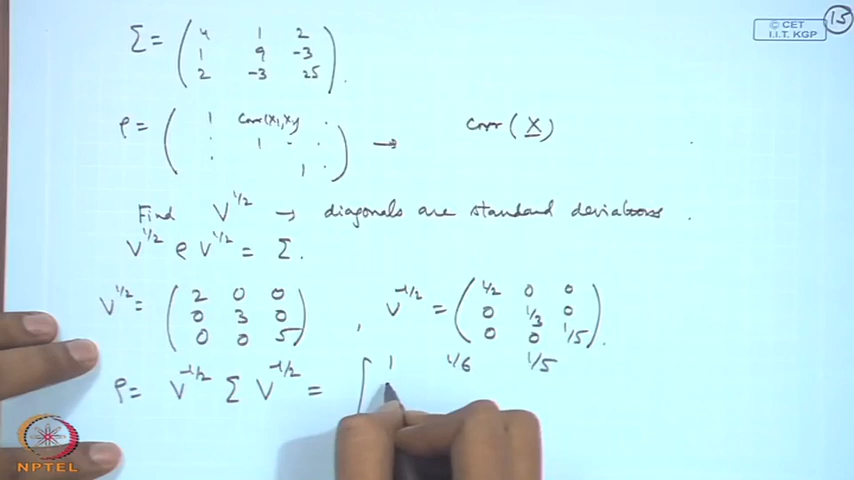 15
© CET
I.I.T. KGP
Σ = ( 4 1 2
1 9 -3
2 -3 25 ).
ρ = ( 1 Corr(X1,X2) .
. 1 - .
. 1 . ) → Corr (X)
Find V^1/2 → diagonals are standard deviations .
V^1/2 ρ V^1/2 = Σ.
V^1/2 = ( 2 0 0
0 3 0
0 0 5 ) , V^-1/2 = ( 1/2 0 0
0 1/3 0
0 0 1/5 ).
ρ = V^-1/2 Σ V^-1/2 = ( 1 1/6 1/5
NPTEL